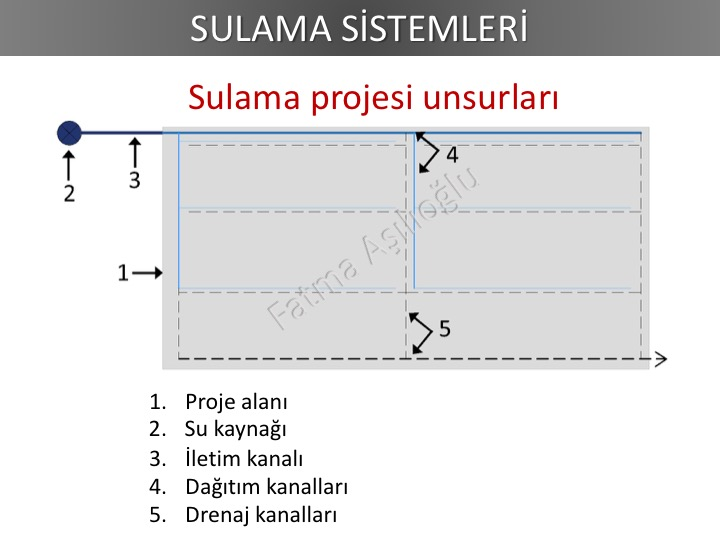 SULAMA SİSTEMLERİ
Sulama projesi unsurları
4
2
3
Fatma Aşılıoğlu
1
5
1. Proje alanı
2. Su kaynağı
3. İletim kanalı
4. Dağıtım kanalları
5. Drenaj kanalları